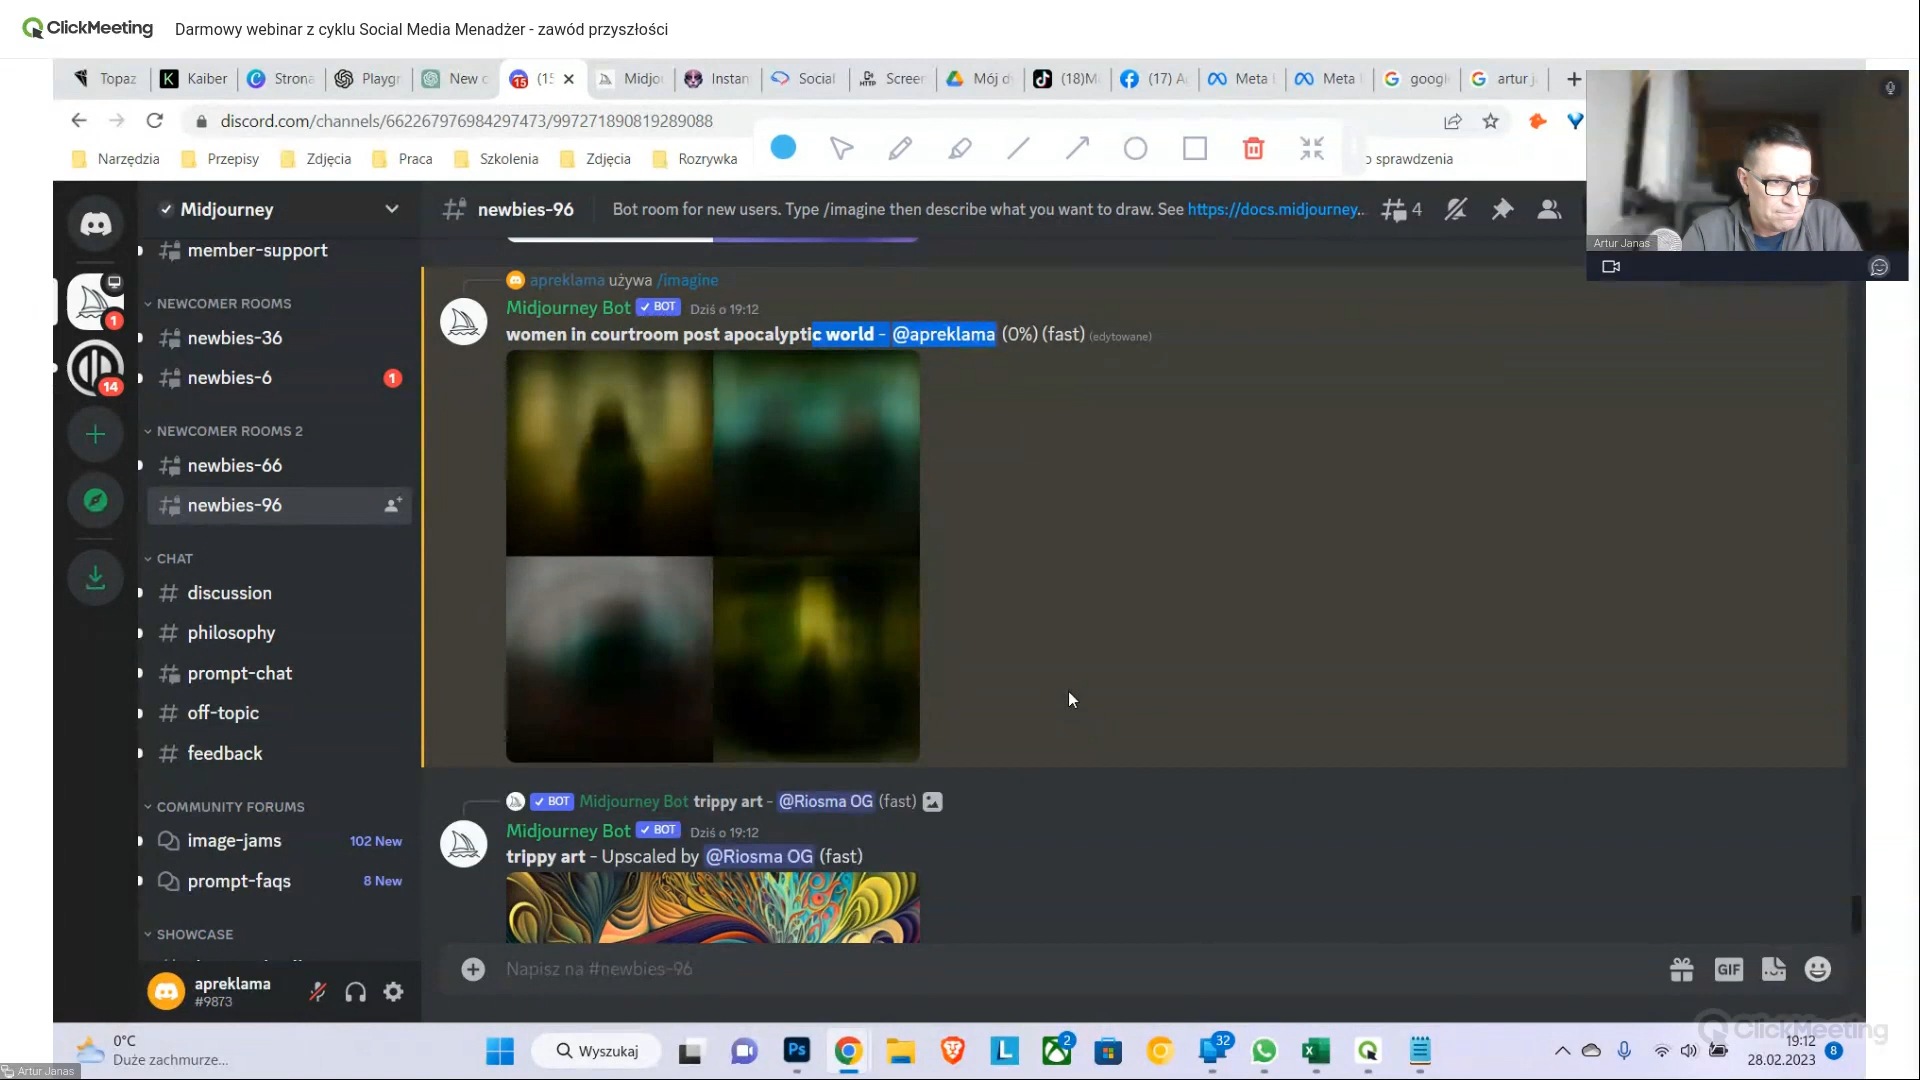 ClickMeeting Darmowy webinar z cyklu Social Media Menadżer - zawód przyszłości
Topaz Kaiber Strona Playgr New c (15 Midjo Instan Social Screer Mój d (18)M (17) A Meta Meta googl artur j
discord.com/channels/662267976984297473/997271890819289088
Narzędzia Przepisy Zdjęcia Praca Szkolenia Zdjęcia Rozrywka o sprawdzenia
Midjourney
newbies-96 Bot room for new users. Type /imagine then describe what you want to draw. See https://docs.midjourney... 4
Artur Janas
member-support
NEWCOMER ROOMS
newbies-36
newbies-6 1
NEWCOMER ROOMS 2
newbies-66
newbies-96
CHAT
discussion
philosophy
prompt-chat
off-topic
feedback
COMMUNITY FORUMS
image-jams 102 New
prompt-faqs 8 New
SHOWCASE
1
14
apreklama
#9873
apreklama używa /imagine
Midjourney Bot BOT Dziś o 19:12
women in courtroom post apocalyptic world - @apreklama (0%) (fast) (edytowane)
BOT Midjourney Bot trippy art - @Riosma OG (fast)
Midjourney Bot BOT Dziś o 19:12
trippy art - Upscaled by @Riosma OG (fast)
Napisz na #newbies-96
GIF
ClickMeeting
0°C
Duże zachmurze...
Wyszukaj
Ps
L
2
32
19:12
28.02.2023
8
Artur Janas